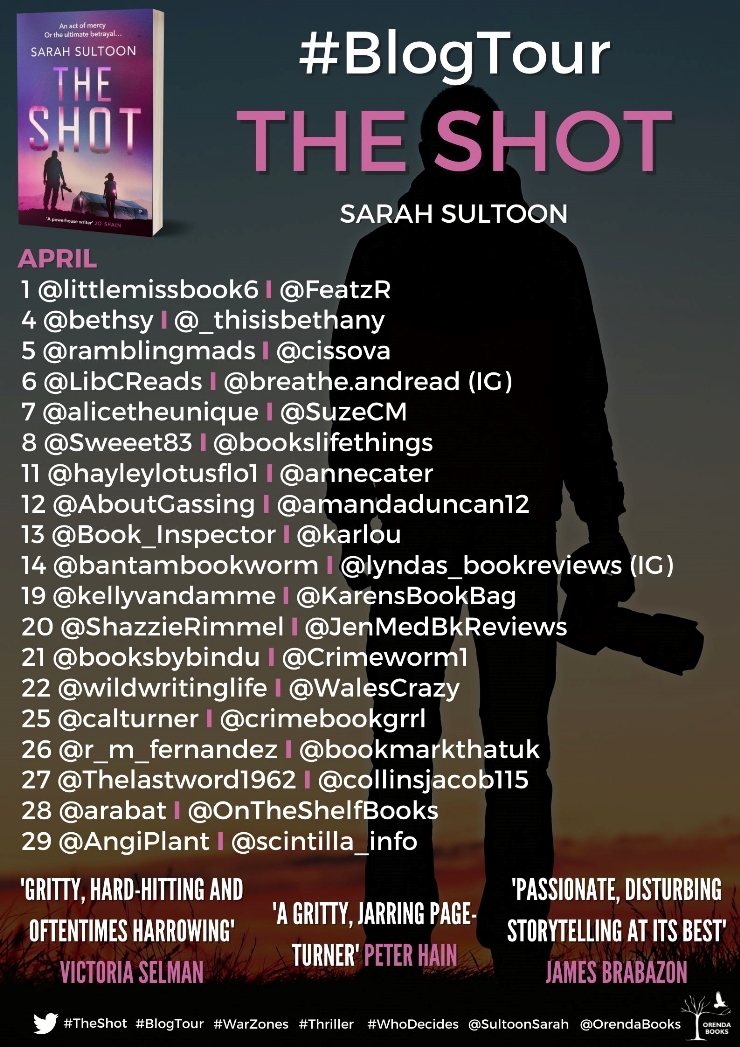 An act of mercy
Or the ultimate betrayal...
SARAH SULTOON
THE
SHOT
'A powerhouse writer' JO SPAIN
#BlogTour
THE SHOT
SARAH SULTOON
APRIL
1 @littlemissbook6 I @FeatzR
4 @bethsy I @_thisisbethany
5 @ramblingmads I @cissova
6 @LibCReads I @breathe.andread (IG)
7 @alicetheunique I @SuzeCM
8 @Sweeet83 I @bookslifethings
11 @hayleylotusflo1 I @annecater
12 @AboutGassing I @amandaduncan12
13 @Book_Inspector I @karlou
14 @bantambookworm I @lyndas_bookreviews (IG)
19 @kellyvandamme I @KarensBookBag
20 @ShazzieRimmel I @JenMedBkReviews
21 @booksbybindu I @Crimeworm1
22 @wildwritinglife I @WalesCrazy
25 @calturner I @crimebookgrrl
26 @r_m_fernandez I @bookmarkthatuk
27 @Thelastword1962 I @collinsjacob115
28 @arabat I @OnTheShelfBooks
29 @AngiPlant I @scintilla_info
'GRITTY, HARD-HITTING AND
OFTENTIMES HARROWING'
VICTORIA SELMAN
'A GRITTY, JARRING PAGE-
TURNER' PETER HAIN
'PASSIONATE, DISTURBING
STORYTELLING AT ITS BEST'
JAMES BRABAZON
#TheShot #BlogTour #WarZones #Thriller #WhoDecides @SultoonSarah @OrendaBooks
ORENDA
BOOKS